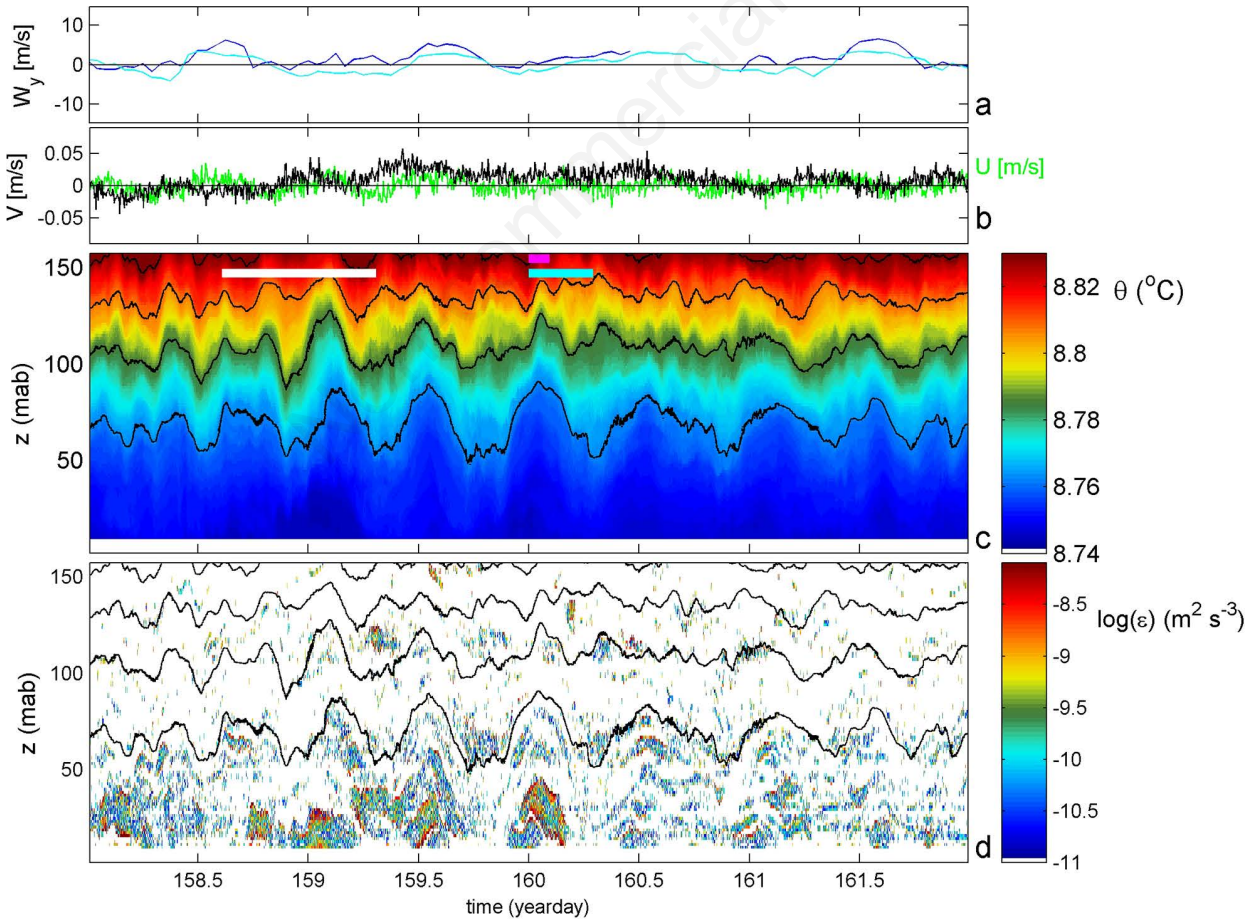 10
0
-10
W_y [m/s]
a
0.05
0
-0.05
V [m/s]
U [m/s]
b
150
100
50
z (mab)
c
8.82
8.8
8.78
8.76
8.74
θ (°C)
150
100
50
z (mab)
d
-8.5
-9
-9.5
-10
-10.5
-11
log(ε) (m² s⁻³)
158.5
159
159.5
160
160.5
161
161.5
time (yearday)